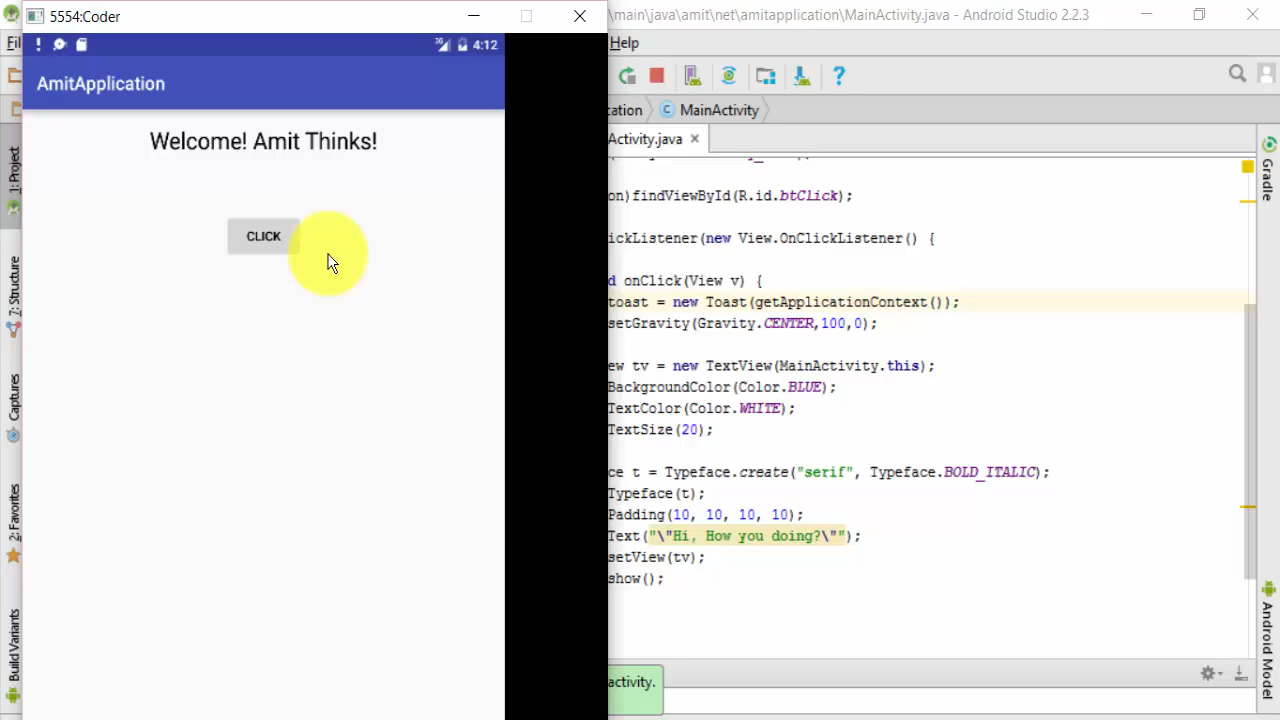 5554:Coder
\main\java\amit\net\amitapplication\MainActivity.java - Android Studio 2.2.3
Help
4:12
AmitApplication
Welcome! Amit Thinks!
CLICK
cation
MainActivity
Activity.java
on)findViewById(R.id.btClick);
ickListener(new View.OnClickListener() {
d onClick(View v) {
toast = new Toast(getApplicationContext());
setGravity(Gravity.CENTER,100,0);
ew tv = new TextView(MainActivity.this);
BackgroundColor(Color.BLUE);
TextColor(Color.WHITE);
TextSize(20);
ce t = Typeface.create("serif", Typeface.BOLD_ITALIC);
Typeface(t);
Padding(10, 10, 10, 10);
Text("\"Hi, How you doing?\"");
setView(tv);
show();
activity.
1: Project
7: Structure
Captures
2: Favorites
Build Variants
Gradle
Android Model